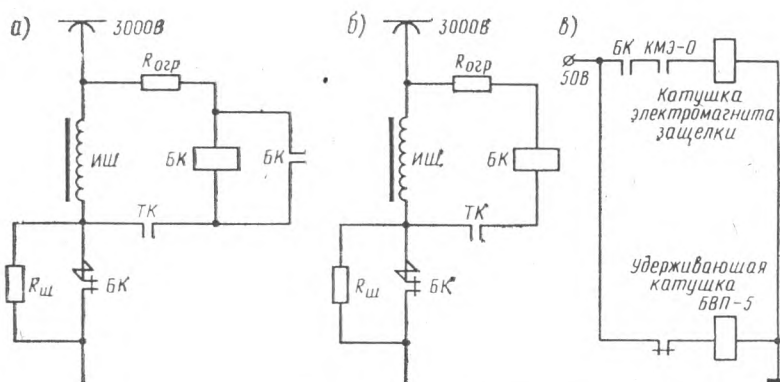 а) 3000В
Rогр
ИШ
БК
БК
ТК
Rш
БК
б) 3000В
Rогр
ИШ
БК
ТК
Rш
БК
в)
50В
БК КМЭ-0
Катушка
электромагнита
защелки
Удерживающая
катушка
БВП-5